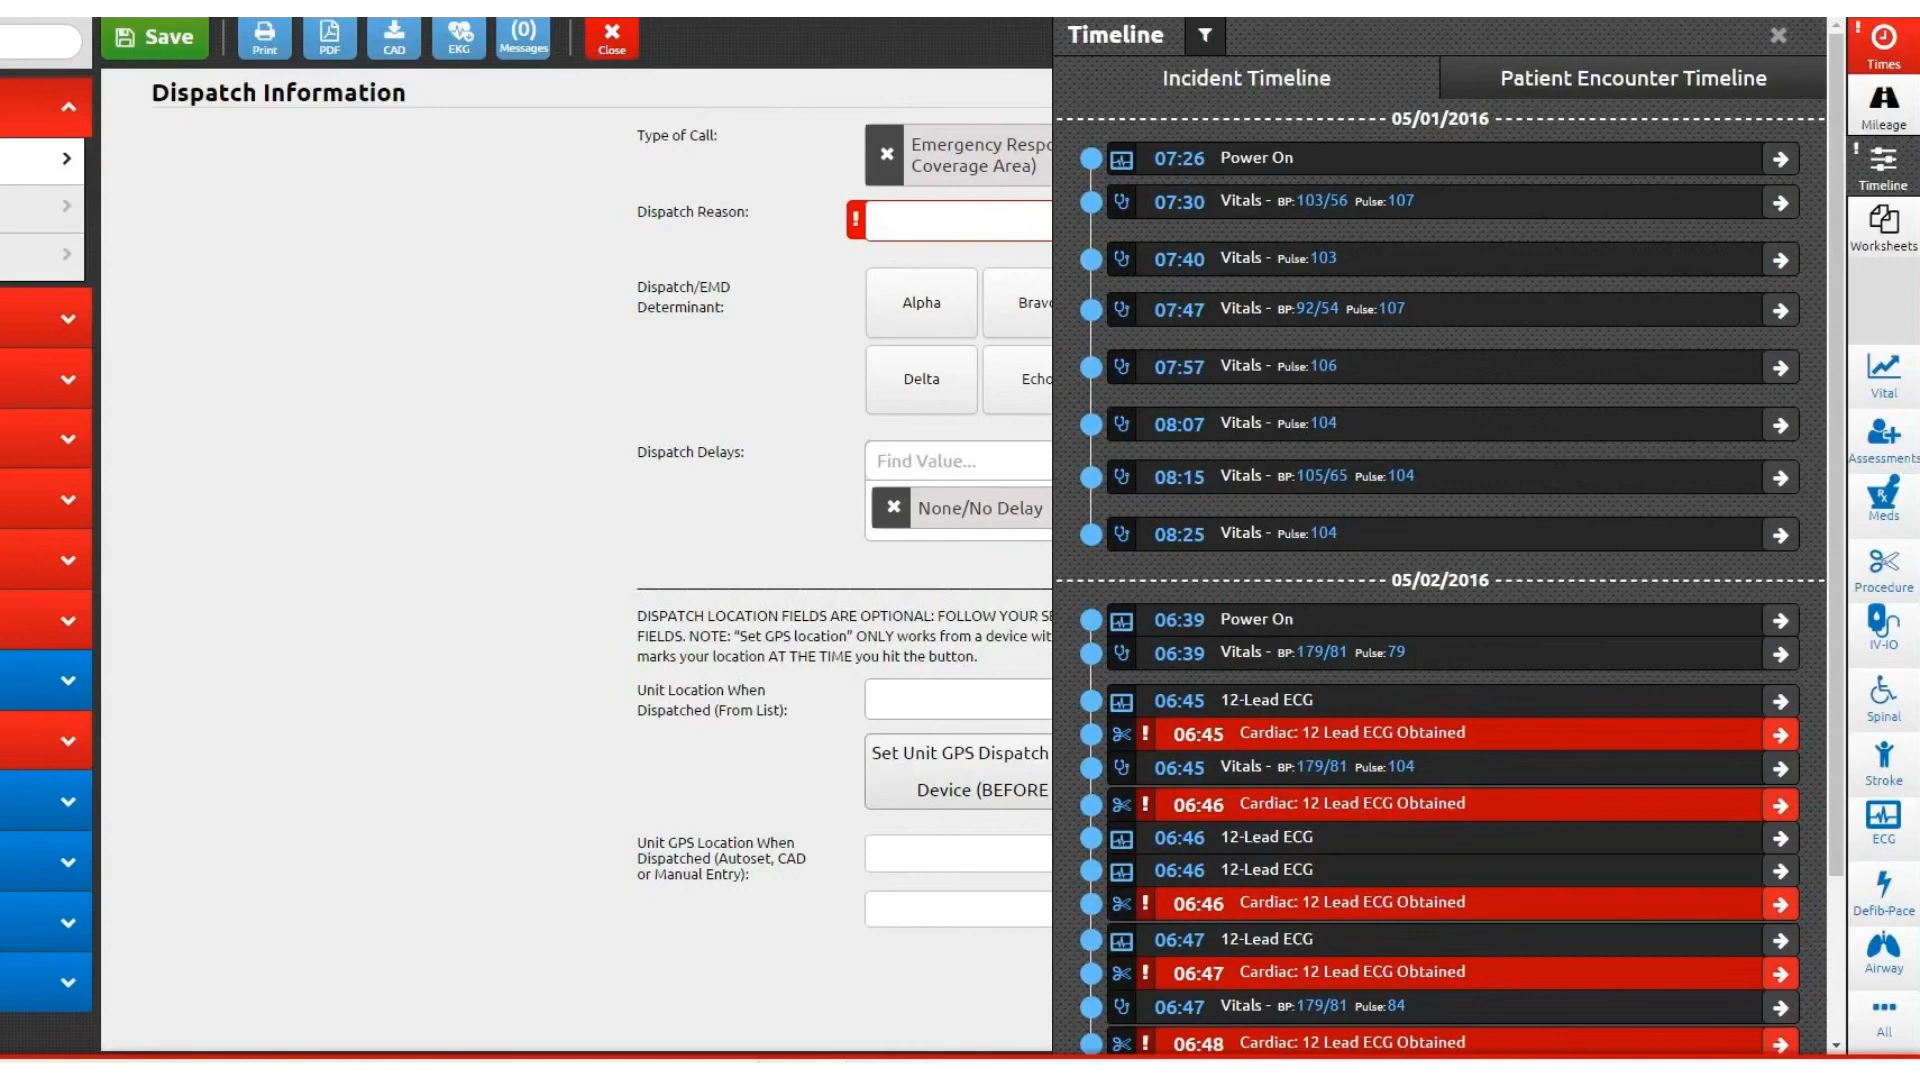 Save
Print
PDF
CAD
EKG
(0)
Messages
Close
Dispatch Information
Type of Call:
Emergency Respo
Coverage Area)
Dispatch Reason:
!
Dispatch/EMD
Determinant:
Alpha
Bravo
Delta
Echo
Dispatch Delays:
Find Value...
None/No Delay
DISPATCH LOCATION FIELDS ARE OPTIONAL: FOLLOW YOUR SE
FIELDS. NOTE: "Set GPS location" ONLY works from a device wit
marks your location AT THE TIME you hit the button.
Unit Location When
Dispatched (From List):
Set Unit GPS Dispatch
Device (BEFORE
Unit GPS Location When
Dispatched (Autoset, CAD
or Manual Entry):
Timeline
Incident Timeline
Patient Encounter Timeline
05/01/2016
07:26 Power On
07:30 Vitals - BP:103/56 Pulse:107
07:40 Vitals - Pulse:103
07:47 Vitals - BP:92/54 Pulse:107
07:57 Vitals - Pulse:106
08:07 Vitals - Pulse:104
08:15 Vitals - BP:105/65 Pulse:104
08:25 Vitals - Pulse:104
05/02/2016
06:39 Power On
06:39 Vitals - BP:179/81 Pulse:79
06:45 12-Lead ECG
! 06:45 Cardiac: 12 Lead ECG Obtained
06:45 Vitals - BP:179/81 Pulse:104
! 06:46 Cardiac: 12 Lead ECG Obtained
06:46 12-Lead ECG
06:46 12-Lead ECG
! 06:46 Cardiac: 12 Lead ECG Obtained
06:47 12-Lead ECG
! 06:47 Cardiac: 12 Lead ECG Obtained
06:47 Vitals - BP:179/81 Pulse:84
! 06:48 Cardiac: 12 Lead ECG Obtained
!
Times
Mileage
!
Timeline
Worksheets
Vital
Assessments
Rx
Meds
Procedure
IV-IO
Spinal
Stroke
ECG
Defib-Pace
Airway
All